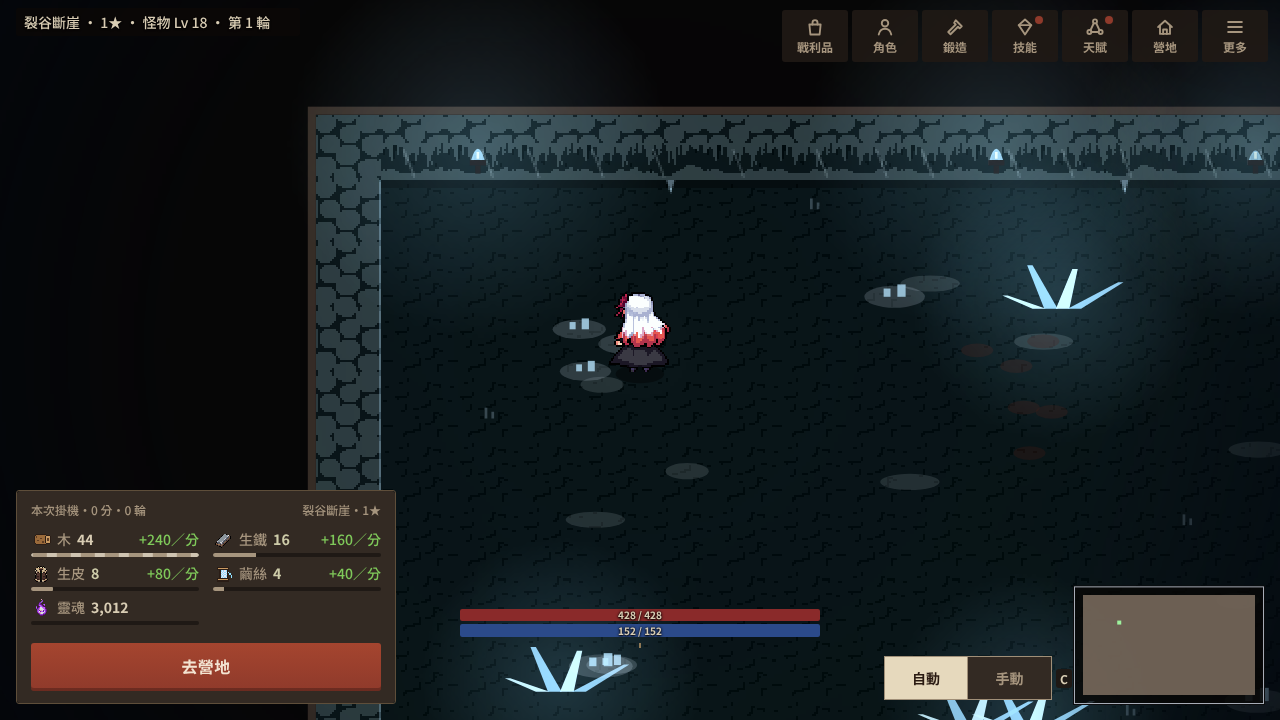 裂谷斷崖 · 1★ · 怪物 Lv 18 · 第 1 輪
戰利品
角色
鍛造
技能
天賦
營地
更多
本次掛機·0 分·0 輪
裂谷斷崖·1★
木 44 +240／分
生鐵 16 +160／分
生皮 8 +80／分
繭絲 4 +40／分
靈魂 3,012
去營地
428 / 428
152 / 152
自動
手動
C